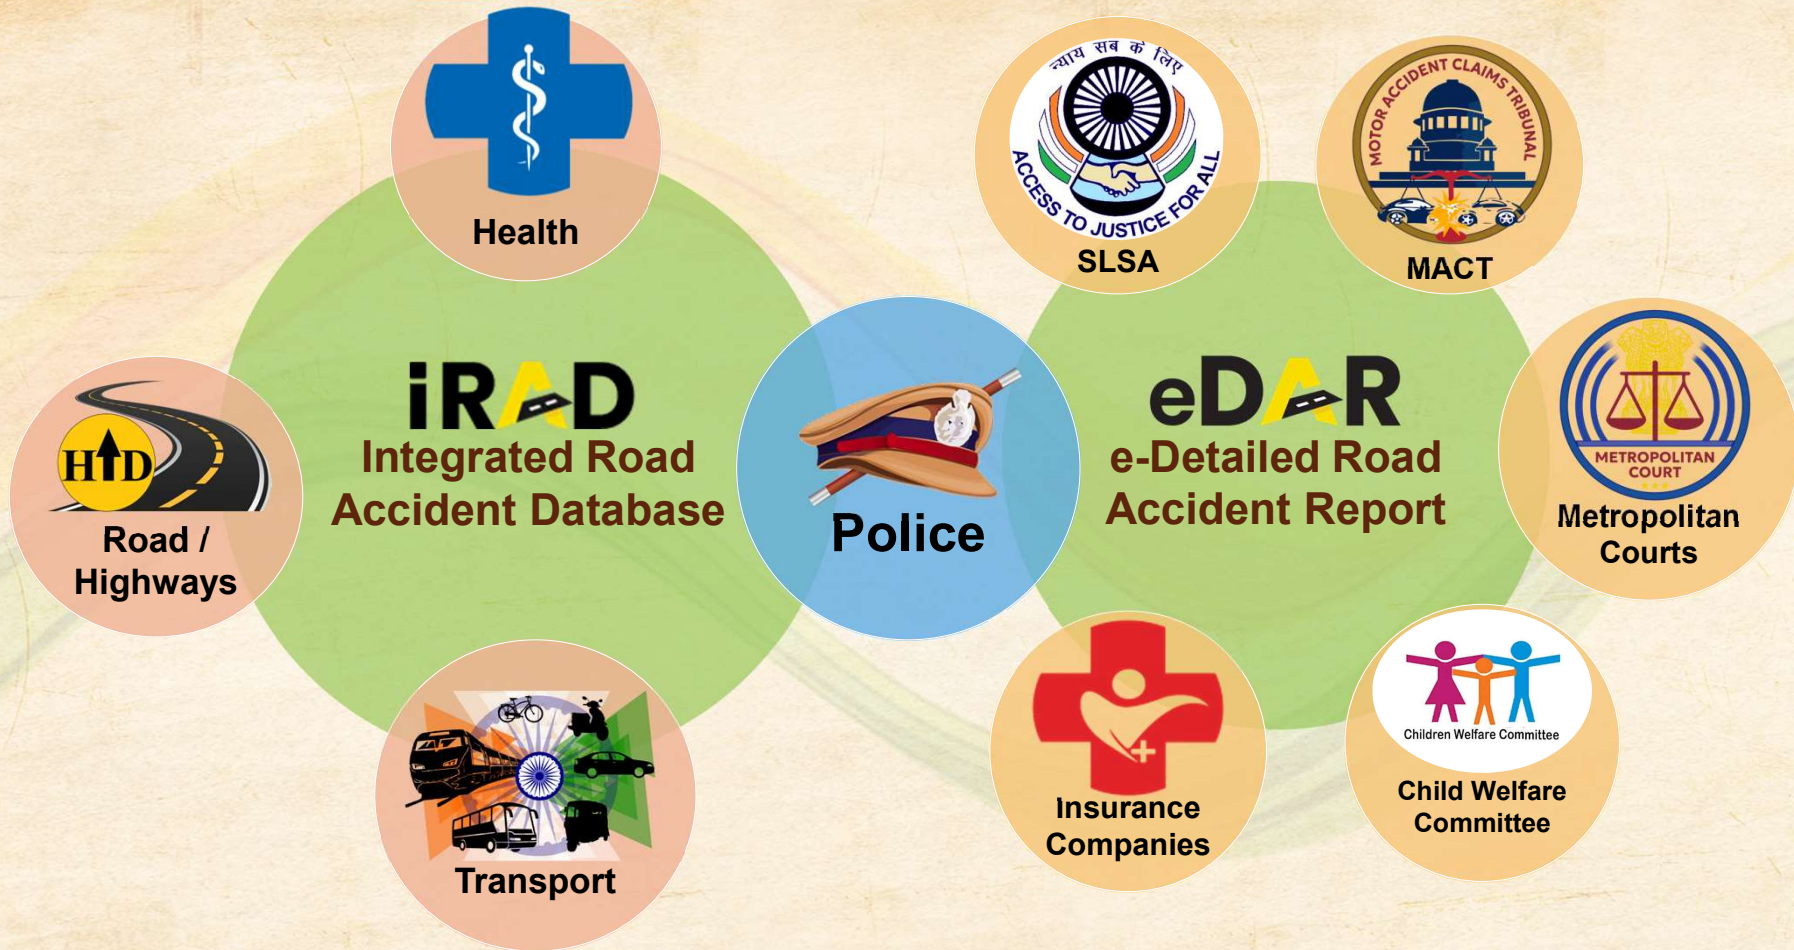 Health
न्याय सब के लिए
ACCESS TO JUSTICE FOR ALL
SLSA
MOTOR ACCIDENT CLAIMS TRIBUNAL
MACT
iRAD
Integrated Road
Accident Database
HTD
Road /
Highways
Police
eDAR
e-Detailed Road
Accident Report
METROPOLITAN
COURT
Metropolitan
Courts
Transport
Insurance
Companies
Children Welfare Committee
Child Welfare
Committee